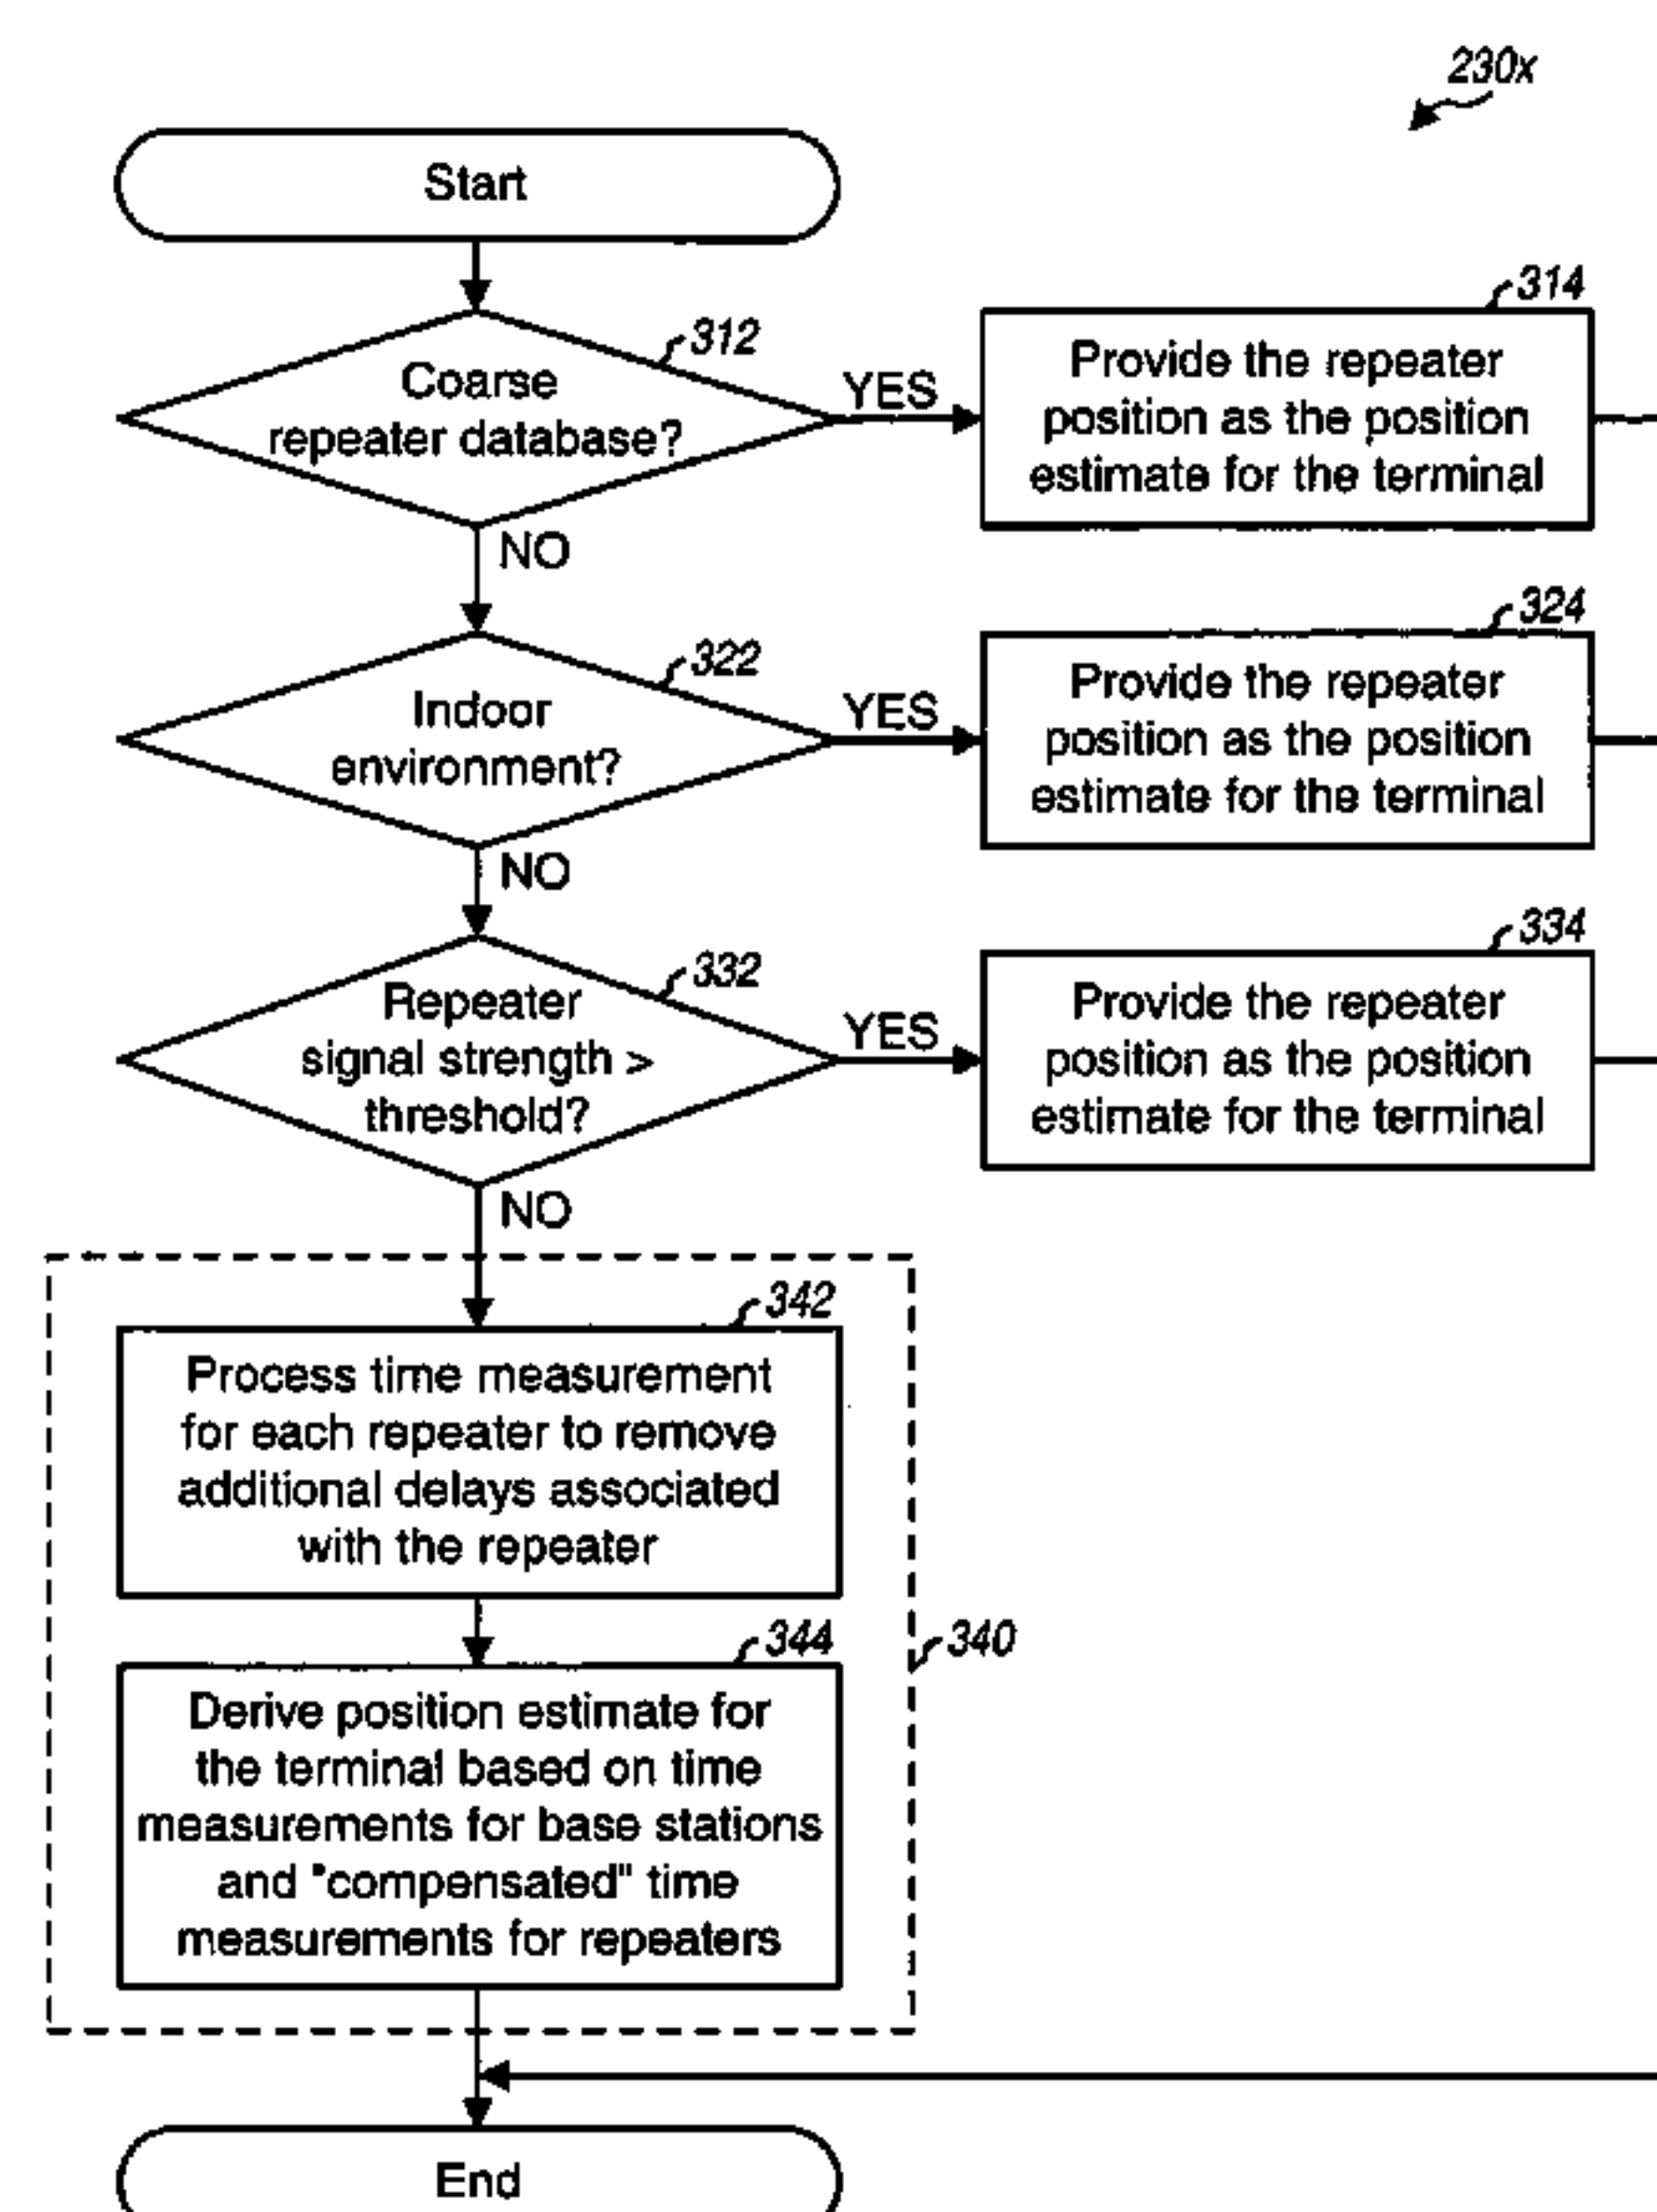 230x
Start
312
Coarse
repeater database?
YES
NO
314
Provide the repeater
position as the position
estimate for the terminal
322
Indoor
environment?
YES
NO
324
Provide the repeater
position as the position
estimate for the terminal
332
Repeater
signal strength >
threshold?
YES
NO
334
Provide the repeater
position as the position
estimate for the terminal
342
Process time measurement
for each repeater to remove
additional delays associated
with the repeater
340
344
Derive position estimate for
the terminal based on time
measurements for base stations
and "compensated" time
measurements for repeaters
End